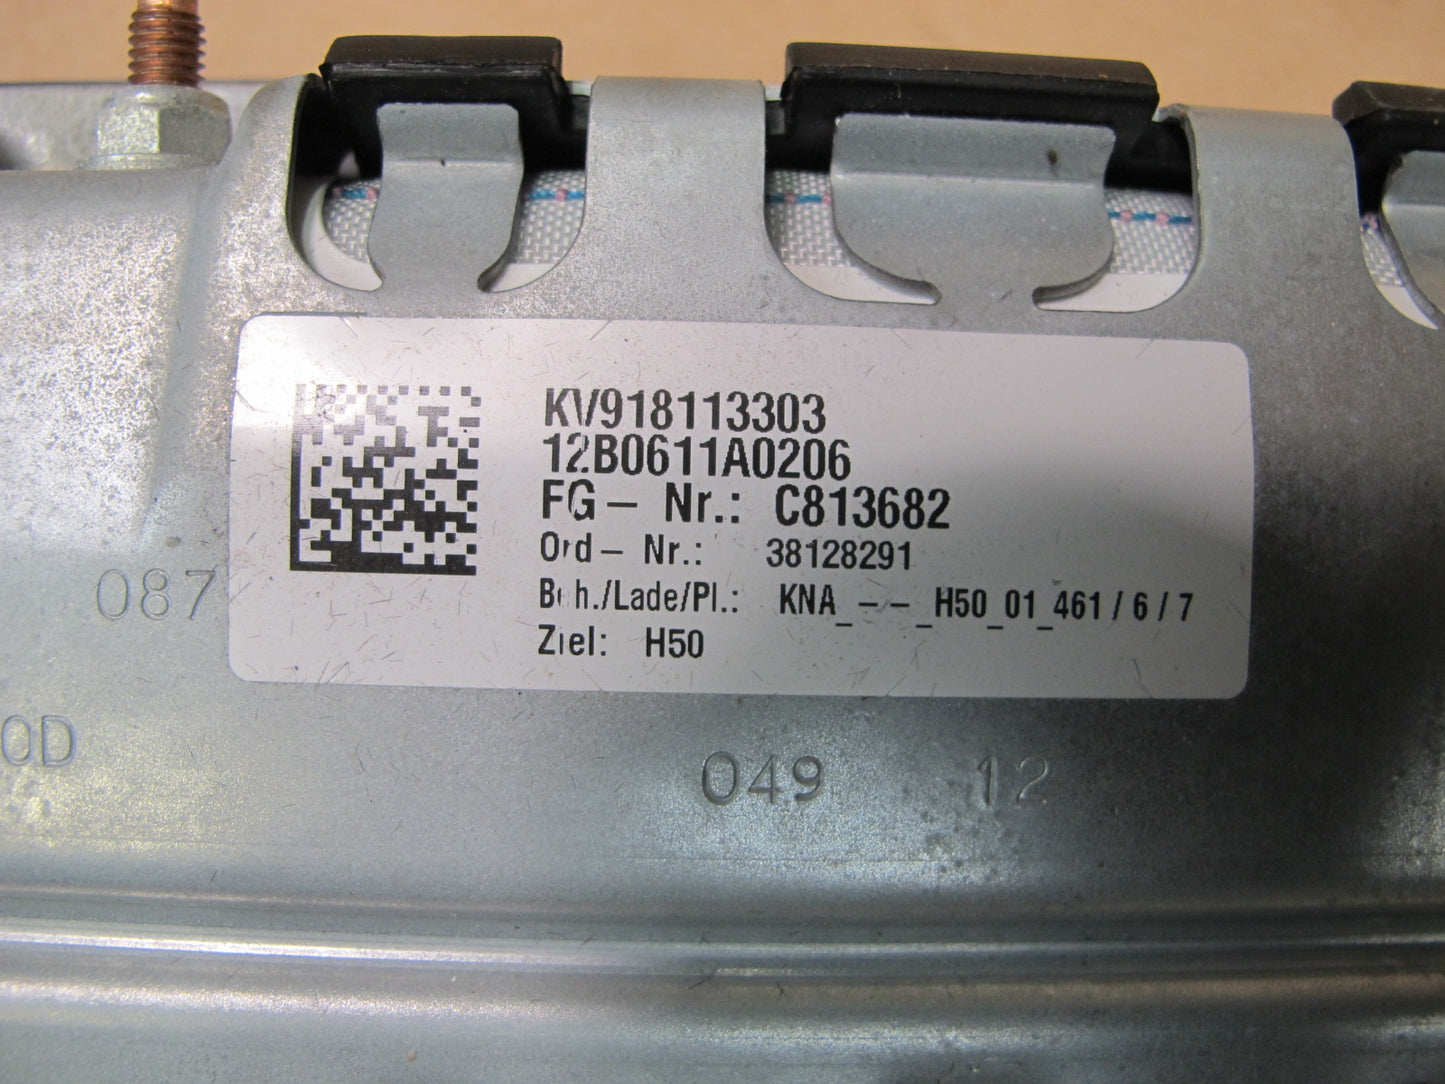 KV918113303
12B0611A0206
FG – Nr.: C813682
Ord – Nr.: 38128291
Beh./Lade/Pl.: KNA_ – – _H50_01_461 / 6 / 7
Ziel: H50
087
0D
049 12